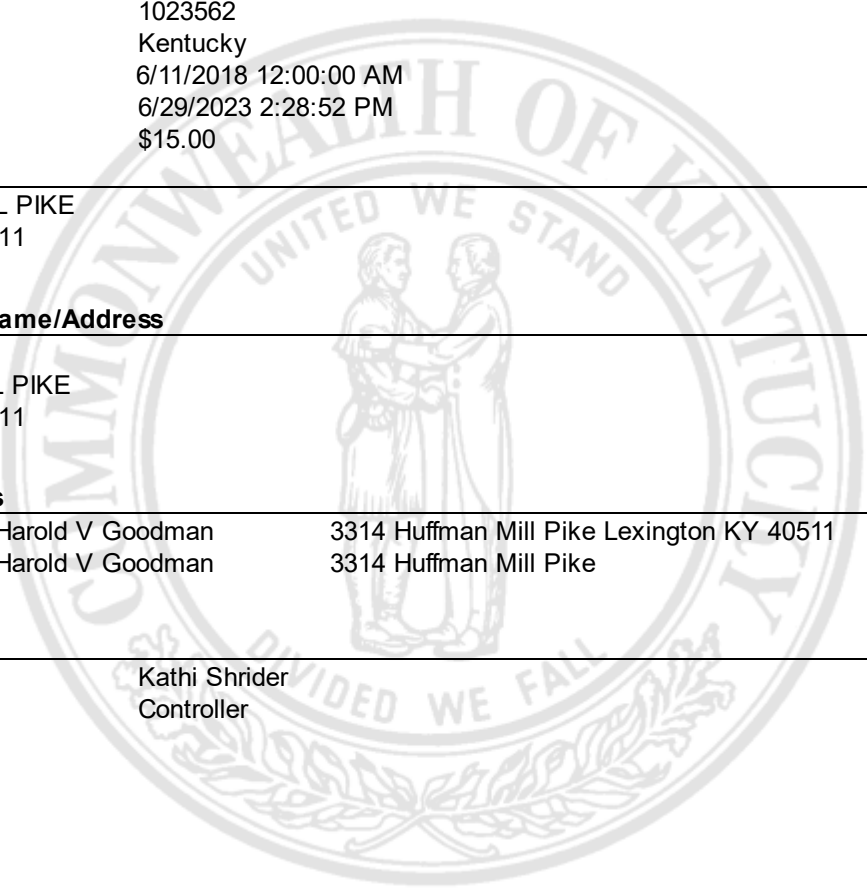 1023562
Kentucky
6/11/2018 12:00:00 AM
6/29/2023 2:28:52 PM
$15.00
L PIKE
11
ame/Address
L PIKE
11
s
Harold V Goodman 3314 Huffman Mill Pike Lexington KY 40511
Harold V Goodman 3314 Huffman Mill Pike
Kathi Shrider
Controller
COMMONWEALTH OF KENTUCKY
UNITED WE STAND
DIVIDED WE FALL